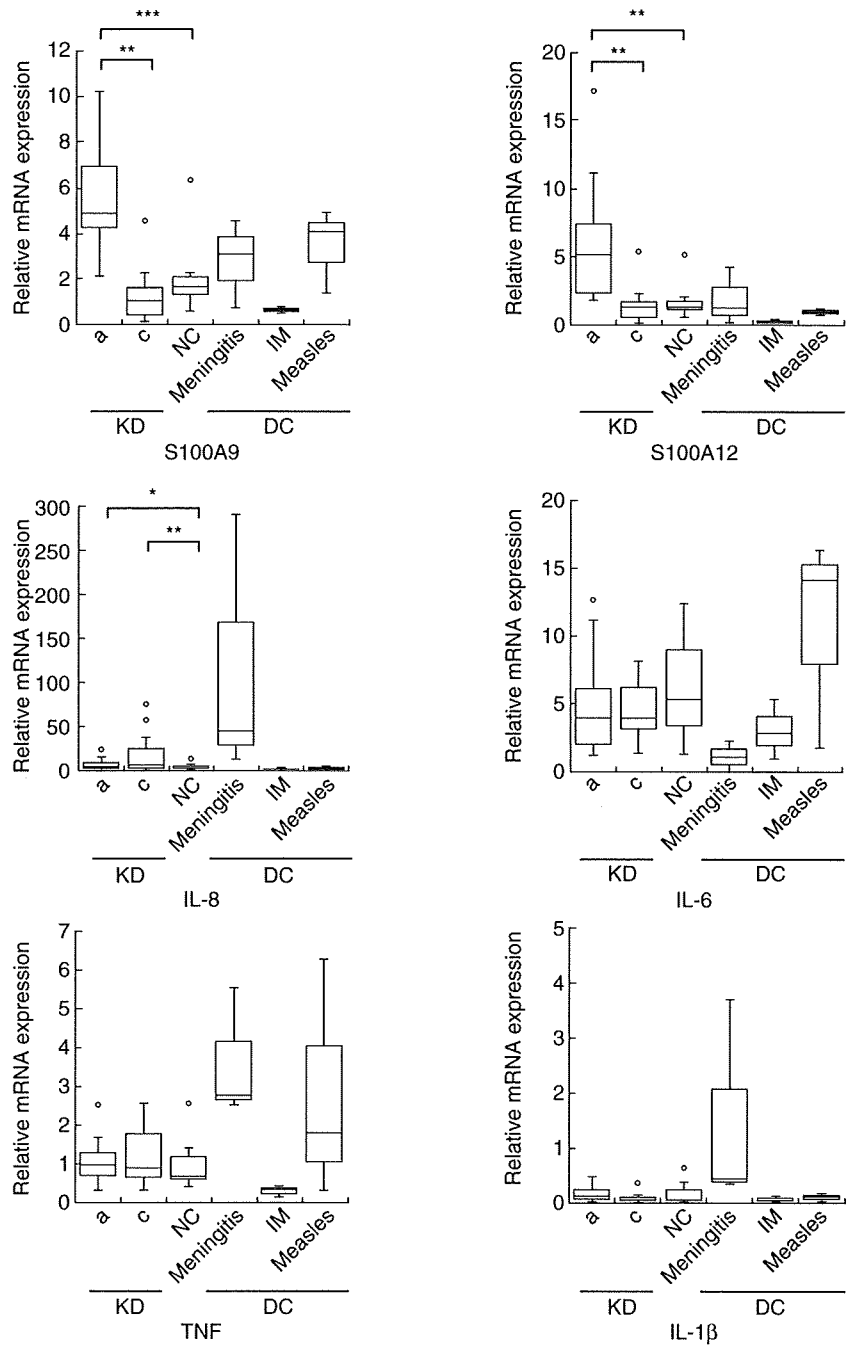 ***
**
Relative mRNA expression
12
10
8
6
4
2
0
a
c
NC
Meningitis
IM
Measles
KD
DC
S100A9
**
**
Relative mRNA expression
20
15
10
5
0
a
c
NC
Meningitis
IM
Measles
KD
DC
S100A12
*
**
Relative mRNA expression
300
250
200
150
100
50
0
a
c
NC
Meningitis
IM
Measles
KD
DC
IL-8
Relative mRNA expression
20
15
10
5
0
a
c
NC
Meningitis
IM
Measles
KD
DC
IL-6
Relative mRNA expression
7
6
5
4
3
2
1
0
a
c
NC
Meningitis
IM
Measles
KD
DC
TNF
Relative mRNA expression
5
4
3
2
1
0
a
c
NC
Meningitis
IM
Measles
KD
DC
IL-1β